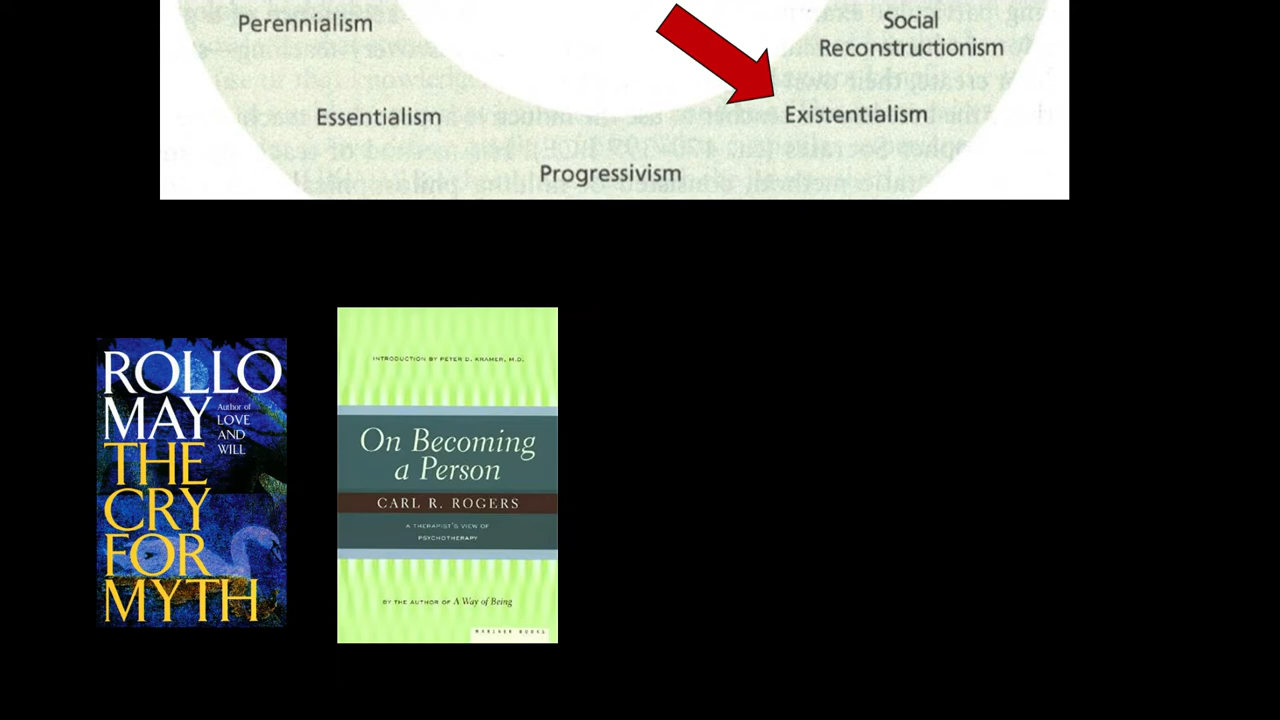 Perennialism
Social
Reconstructionism
Essentialism
Existentialism
Progressivism
ROLLO
MAY
Author of
LOVE
AND
WILL
THE
CRY
FOR
MYTH
INTRODUCTION BY PETER D. KRAMER, M.D.
On Becoming
a Person
CARL R. ROGERS
A THERAPIST'S VIEW OF
PSYCHOTHERAPY
BY THE AUTHOR OF A Way of Being
MARINER BOOKS